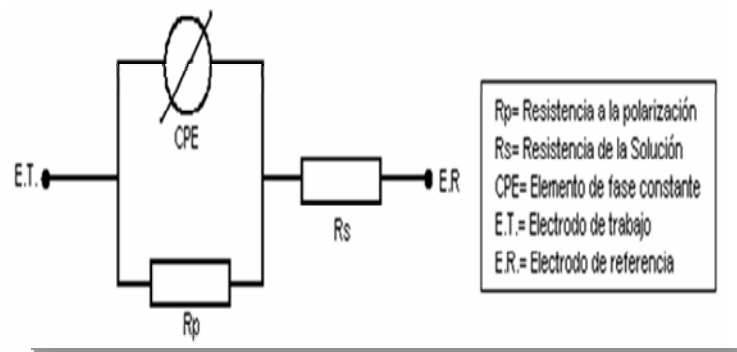 CPE
E.T.
E.R
Rs
Rp
Rp= Resistencia a la polarización
Rs= Resistencia de la Solución
CPE= Elemento de fase constante
E.T.= Electrodo de trabajo
E.R.= Electrodo de referencia